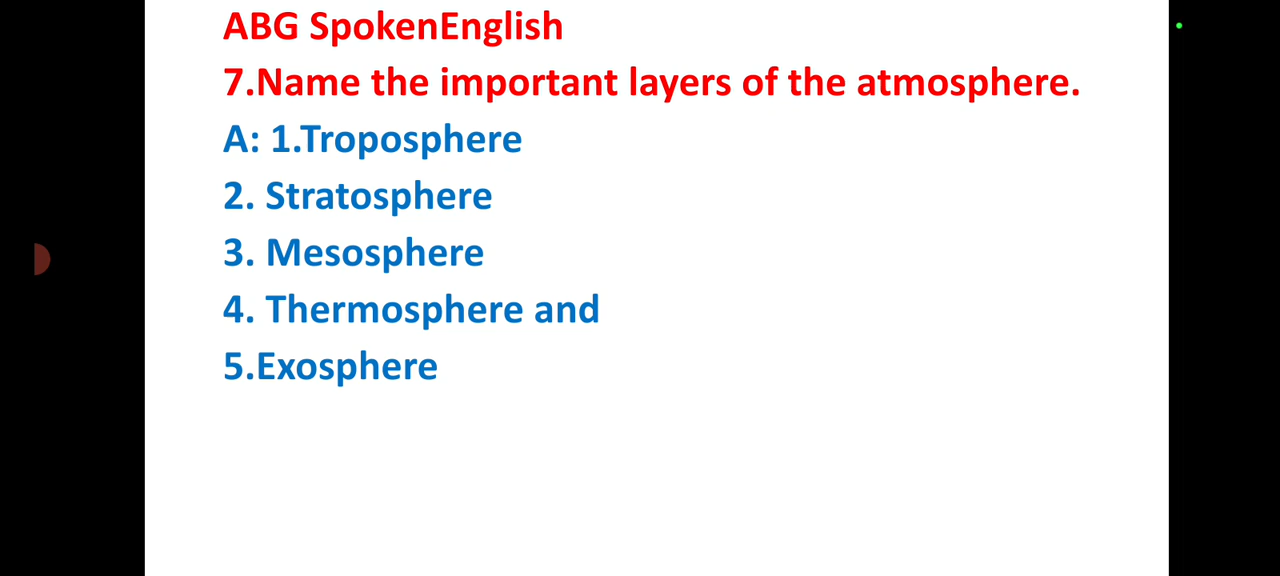 ABG SpokenEnglish
7.Name the important layers of the atmosphere.
A: 1.Troposphere
2. Stratosphere
3. Mesosphere
4. Thermosphere and
5.Exosphere